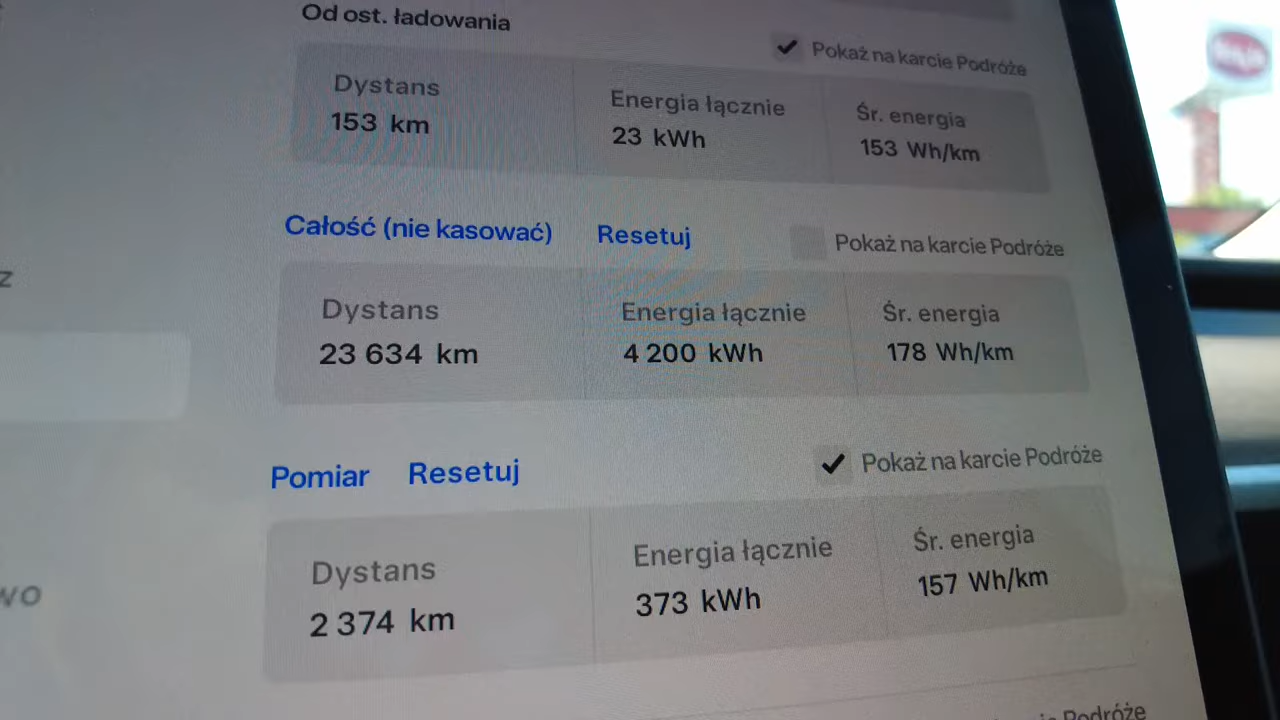 Od ost. ładowania
Pokaż na karcie Podróże
Dystans
153 km
Energia łącznie
23 kWh
Śr. energia
153 Wh/km
Całość (nie kasować) Resetuj
Pokaż na karcie Podróże
Dystans
23 634 km
Energia łącznie
4 200 kWh
Śr. energia
178 Wh/km
Pomiar Resetuj
Pokaż na karcie Podróże
Dystans
2 374 km
Energia łącznie
373 kWh
Śr. energia
157 Wh/km
Podróże